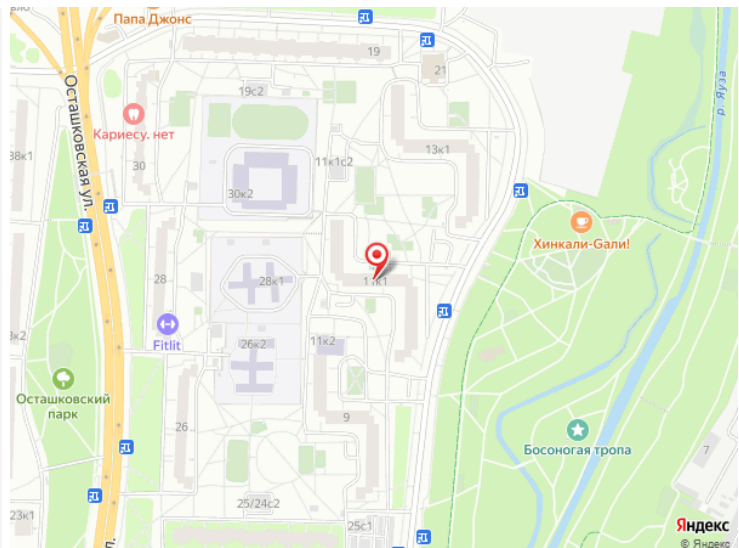 Папа Джонс
19
21
19с2
Осташковская ул.
Кариесу. нет
р. Яуза
38к1
30
11к1с2
13к1
30к2
Хинкали-Gали!
28
28к1
11к1
Fitlit
26к2
11к2
Осташковский
парк
9
26
Босоногая тропа
7
25/24с2
23к1
25с1
Яндекс
© Яндекс